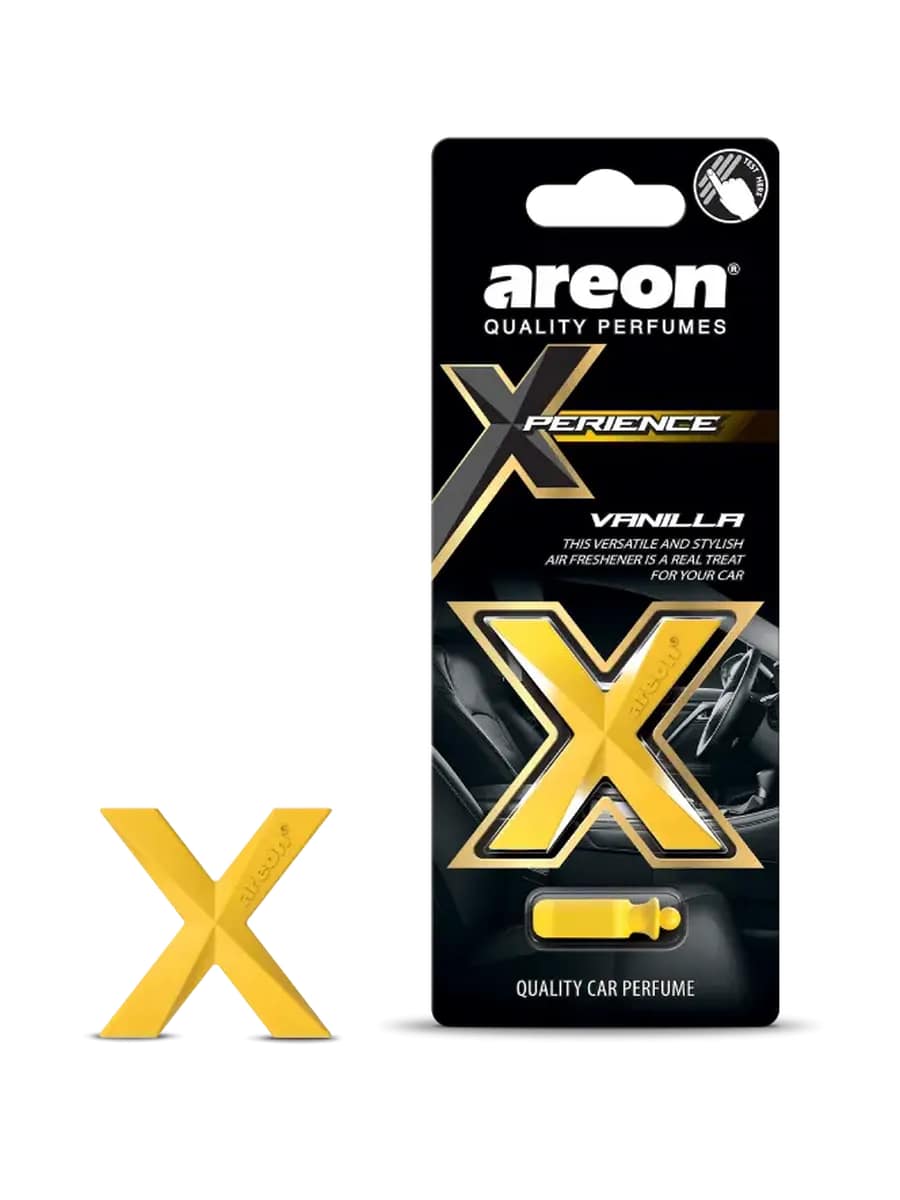 TEST HERE
areon®
QUALITY PERFUMES
XPERIENCE
VANILLA
THIS VERSATILE AND STYLISH
AIR FRESHENER IS A REAL TREAT
FOR YOUR CAR
areon®
areon®
QUALITY CAR PERFUME